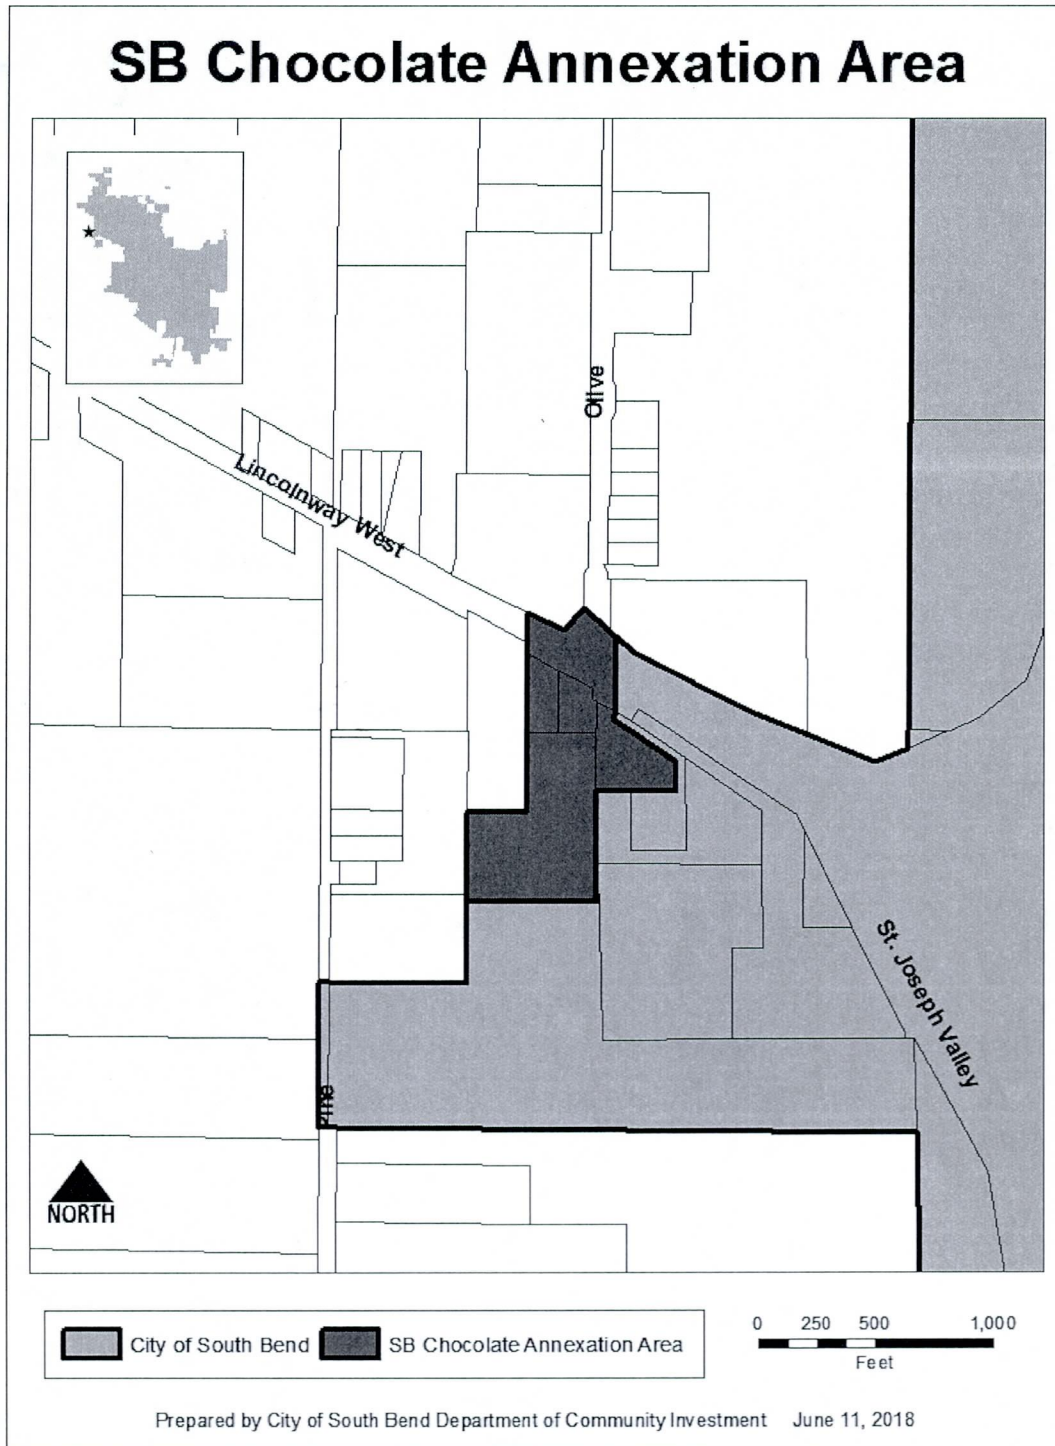 SB Chocolate Annexation Area
Olive
Lincolnway West
St. Joseph Valley
NORTH
City of South Bend
SB Chocolate Annexation Area
0 250 500 1,000
Feet
Prepared by City of South Bend Department of Community Investment June 11, 2018